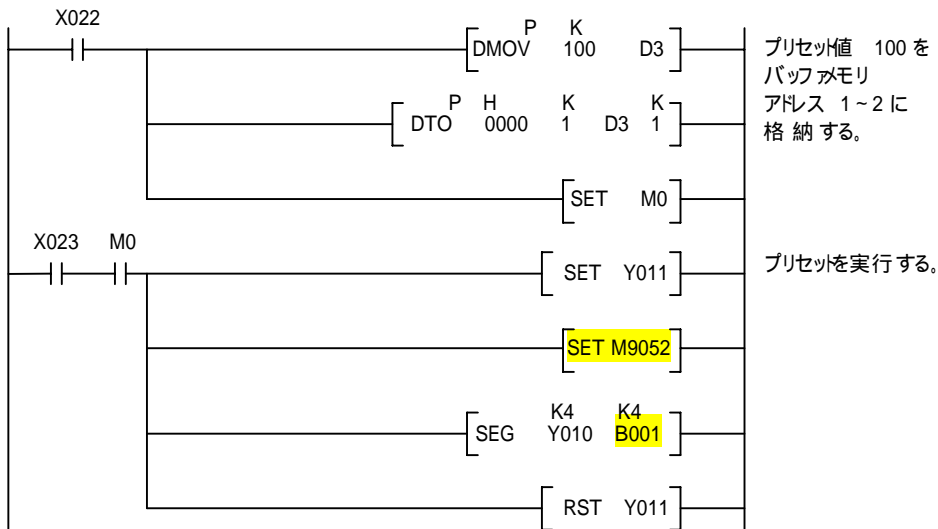 X022
P K
DMOV 100 D3
プリセット値 100 を
バッファメモリ
アドレス 1~2 に
格 納 する。
P H K K
DTO 0000 1 D3 1
SET M0
X023 M0
SET Y011
プリセットを実行する。
SET M9052
K4 K4
SEG Y010 B001
RST Y011